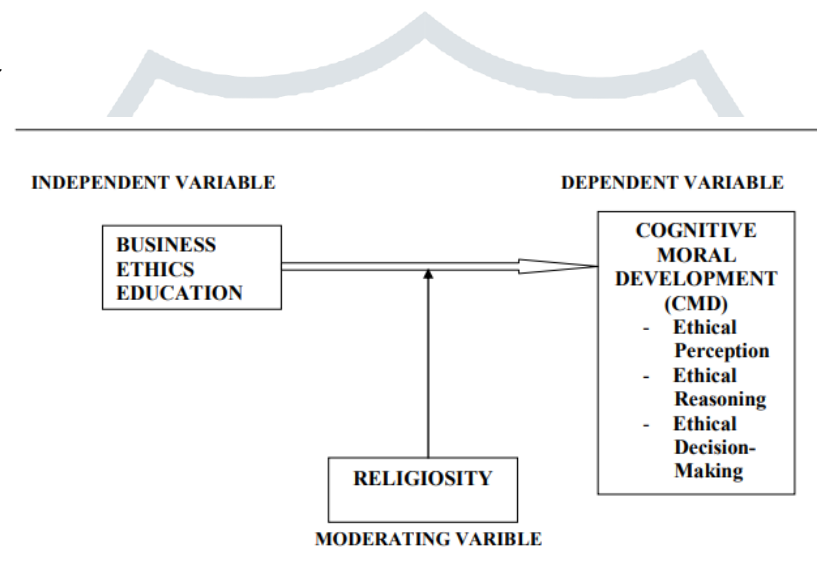 INDEPENDENT VARIABLE
DEPENDENT VARIABLE
BUSINESS
ETHICS
EDUCATION
COGNITIVE
MORAL
DEVELOPMENT
(CMD)
- Ethical
Perception
- Ethical
Reasoning
- Ethical
Decision-
Making
RELIGIOSITY
MODERATING VARIBLE